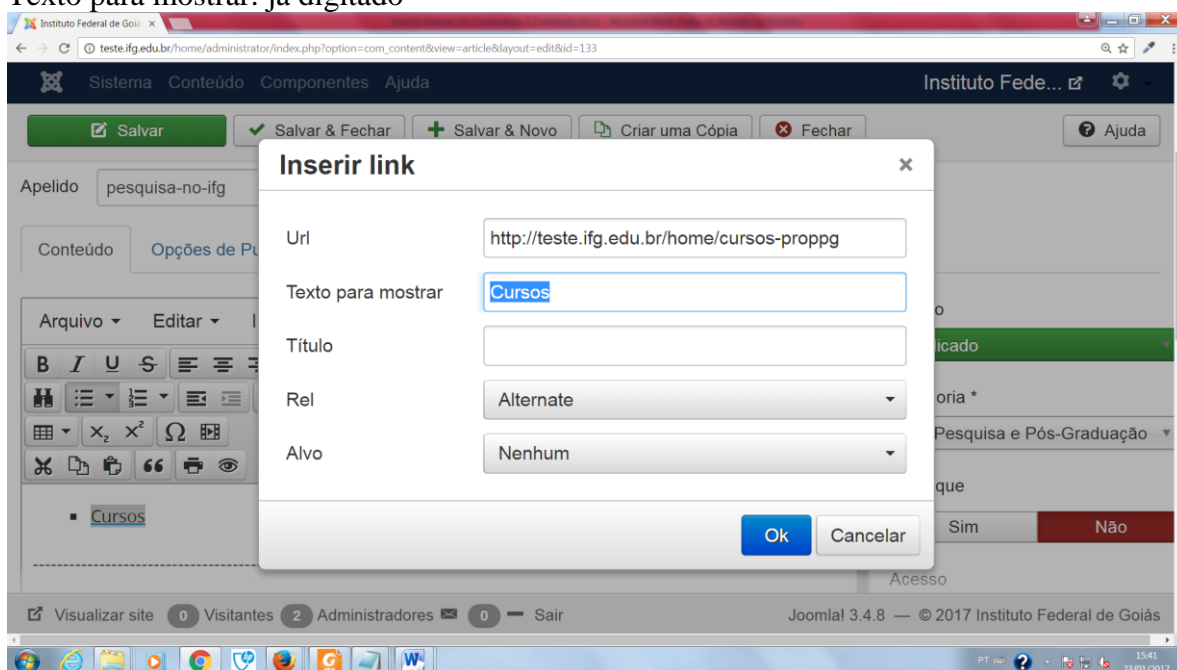 Texto para mostrar: já digitado
Instituto Federal de Goi
teste.ifg.edu.br/home/administrator/index.php?option=com_content&view=article&layout=edit&id=133
Sistema Conteúdo Componentes Ajuda Instituto Fede...
Salvar Salvar & Fechar Salvar & Novo Criar uma Cópia Fechar Ajuda
Inserir link
Apelido pesquisa-no-ifg
Url http://teste.ifg.edu.br/home/cursos-proppg
Conteúdo Opções de Pu
Texto para mostrar Cursos
Arquivo Editar I o
Título icado
B I U S
Rel Alternate oria *
Pesquisa e Pós-Graduação
Alvo Nenhum
que
Cursos
Ok Cancelar Sim Não
Acesso
Visualizar site 0 Visitantes 2 Administradores 0 Sair Joomla! 3.4.8 — © 2017 Instituto Federal de Goiás
PT 15:41
23/01/2017